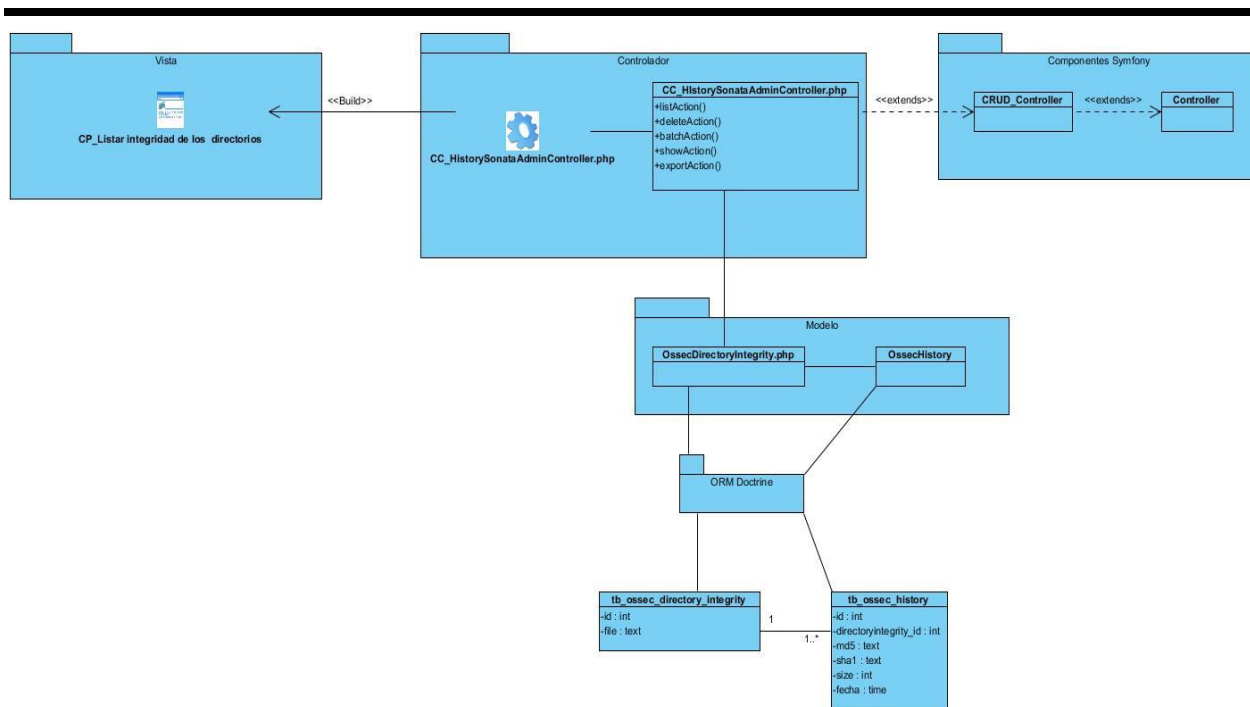 Vista
CP_Listar integridad de los directorios
<<Build>>
Controlador
CC_HistorySonataAdminController.php
CC_HIstorySonataAdminController.php
+listAction()
+deleteAction()
+batchAction()
+showAction()
+exportAction()
<<extends>>
Componentes Symfony
CRUD_Controller
<<extends>>
Controller
Modelo
OssecDirectoryIntegrity.php
OssecHistory
ORM Doctrine
tb_ossec_directory_integrity
-id : int
-file : text
1
1..*
tb_ossec_history
-id : int
-directoryintegrity_id : int
-md5 : text
-sha1 : text
-size : int
-fecha : time